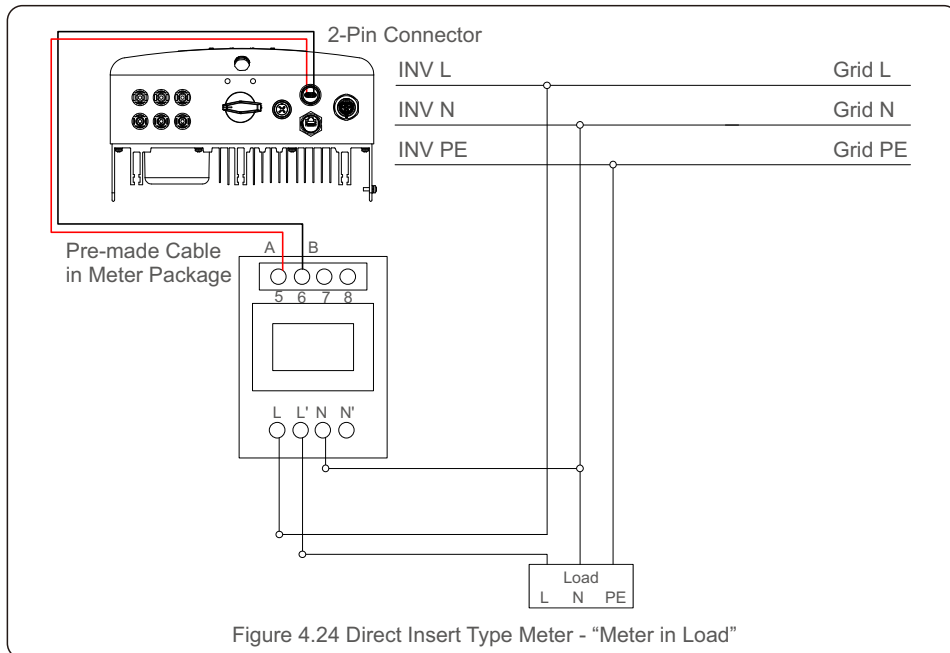 2-Pin Connector
INV L Grid L
INV N Grid N
INV PE Grid PE
Pre-made Cable
in Meter Package
A B
5 6 7 8
L L' N N'
Load
L N PE
Figure 4.24 Direct Insert Type Meter - “Meter in Load”